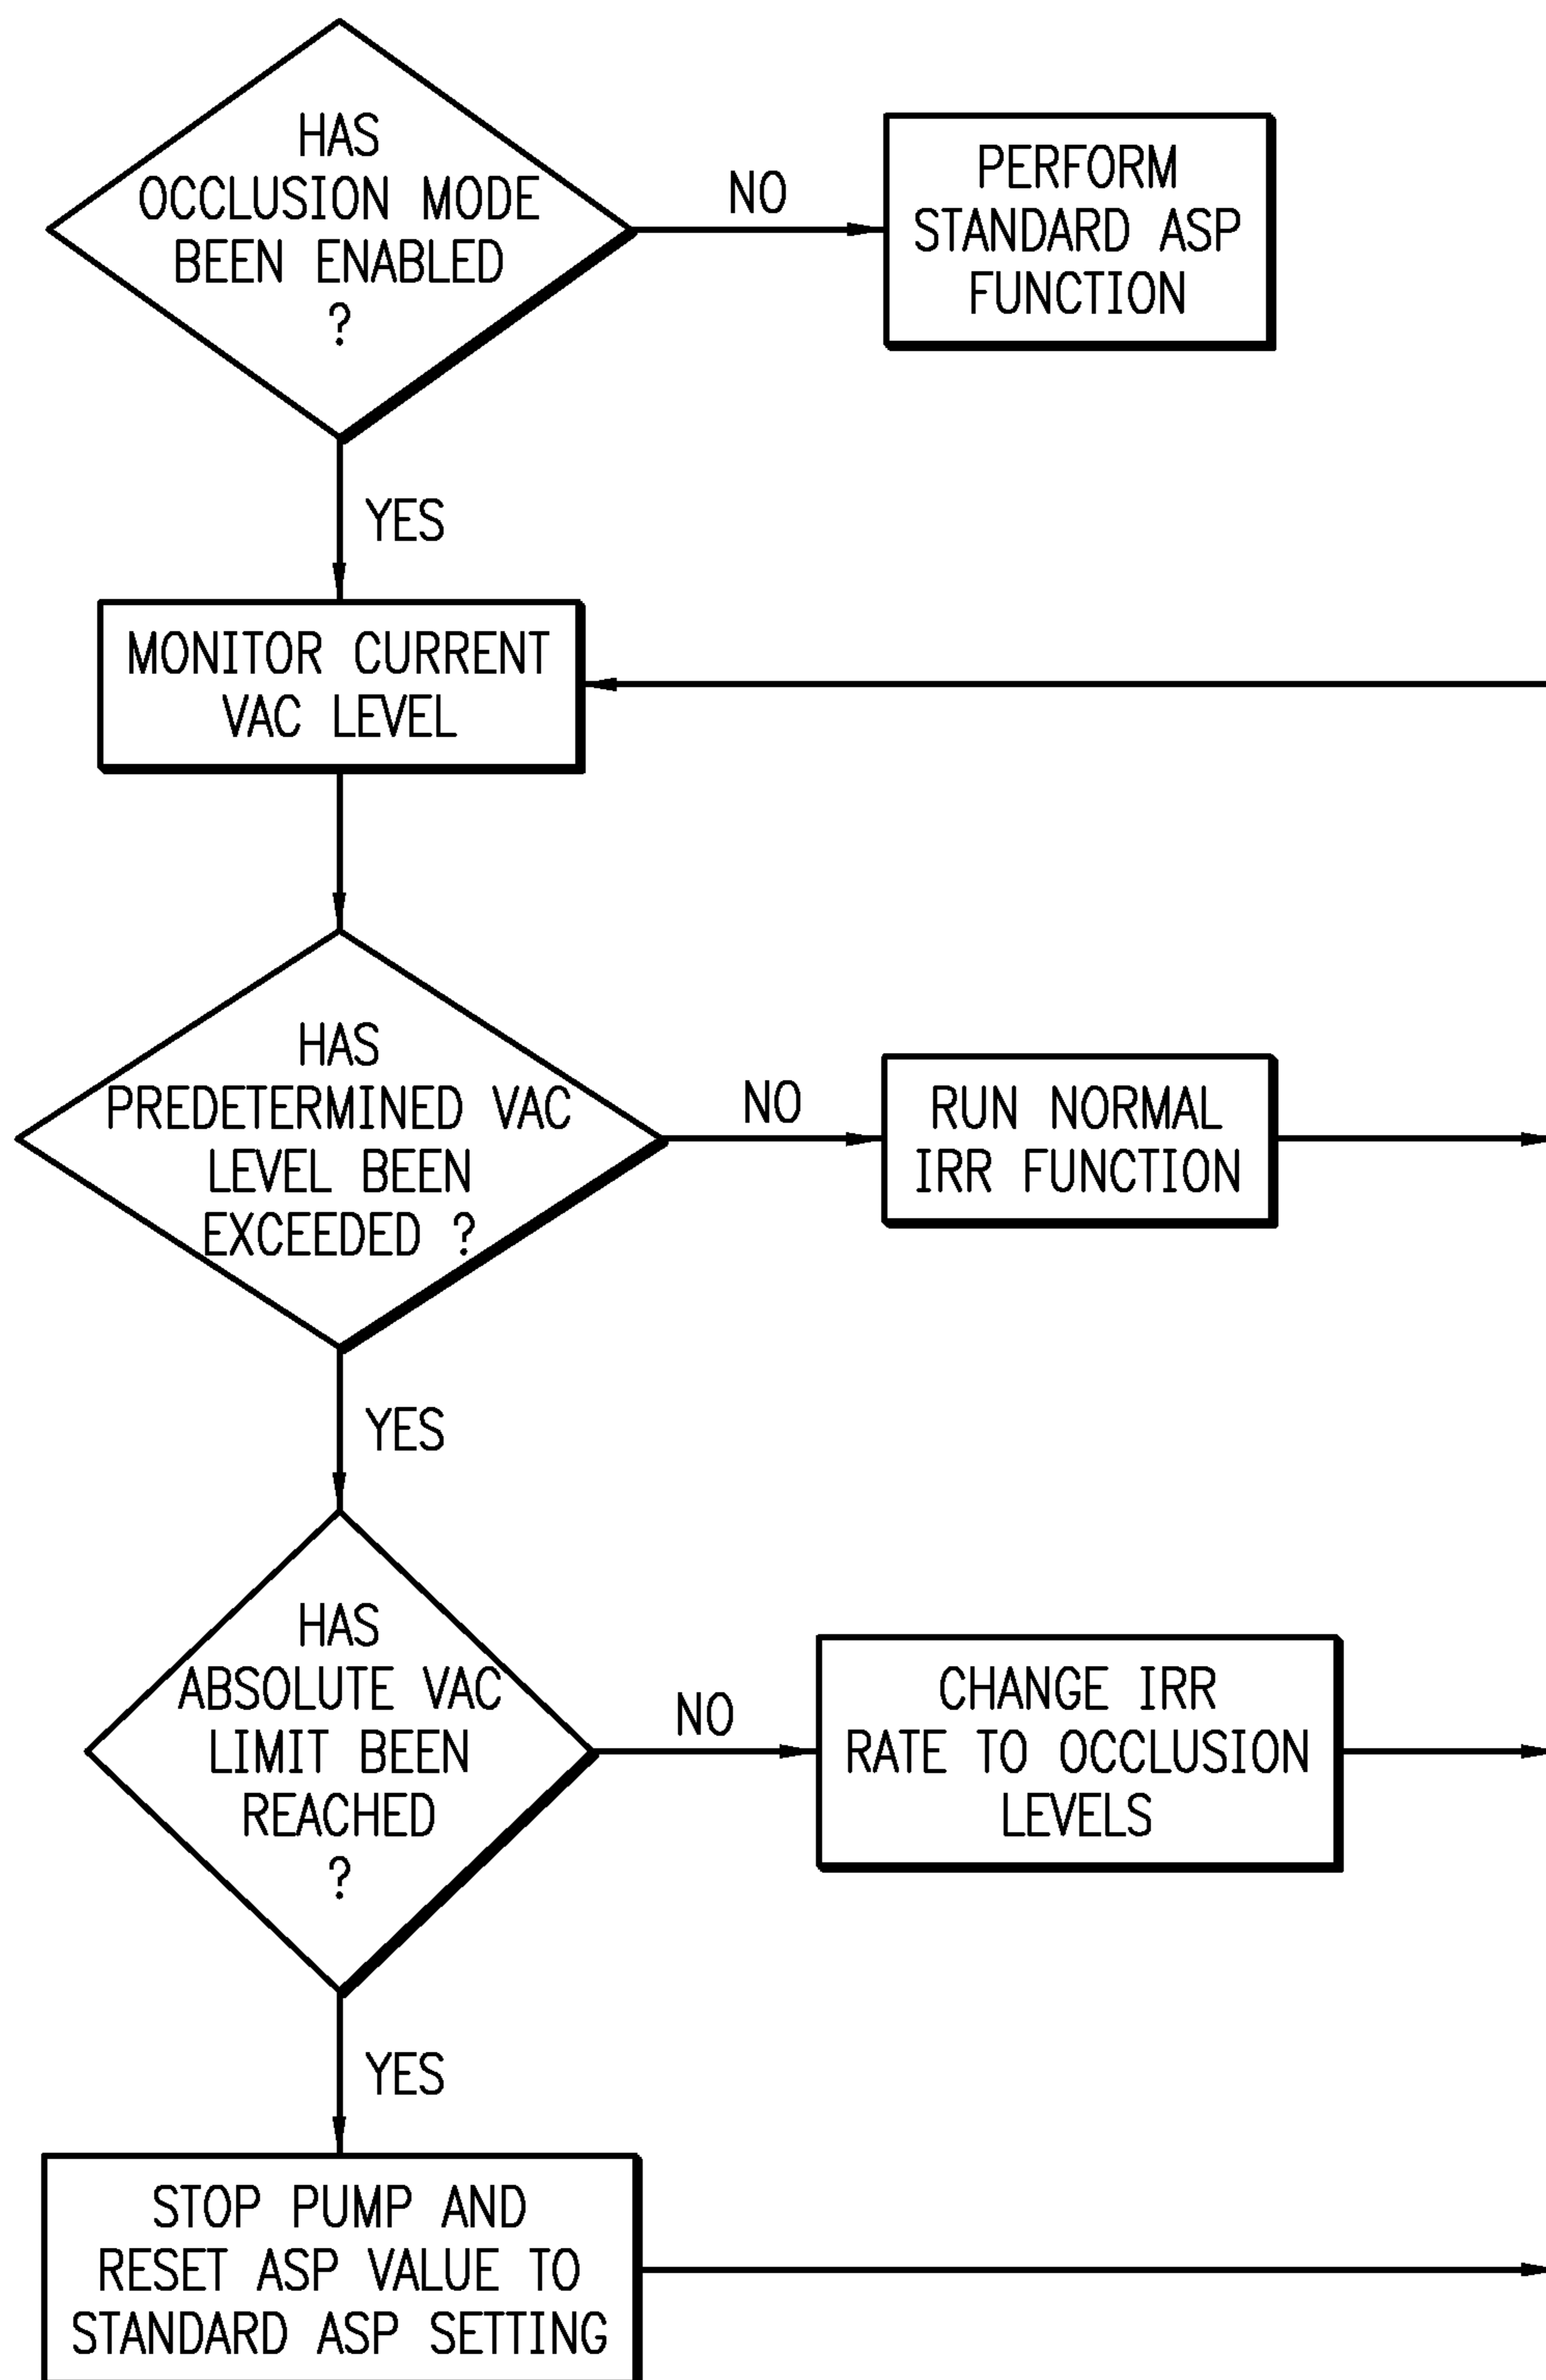 HAS
OCCLUSION MODE
BEEN ENABLED
?
NO
PERFORM
STANDARD ASP
FUNCTION
YES
MONITOR CURRENT
VAC LEVEL
HAS
PREDETERMINED VAC
LEVEL BEEN
EXCEEDED ?
NO
RUN NORMAL
IRR FUNCTION
YES
HAS
ABSOLUTE VAC
LIMIT BEEN
REACHED
?
NO
CHANGE IRR
RATE TO OCCLUSION
LEVELS
YES
STOP PUMP AND
RESET ASP VALUE TO
STANDARD ASP SETTING